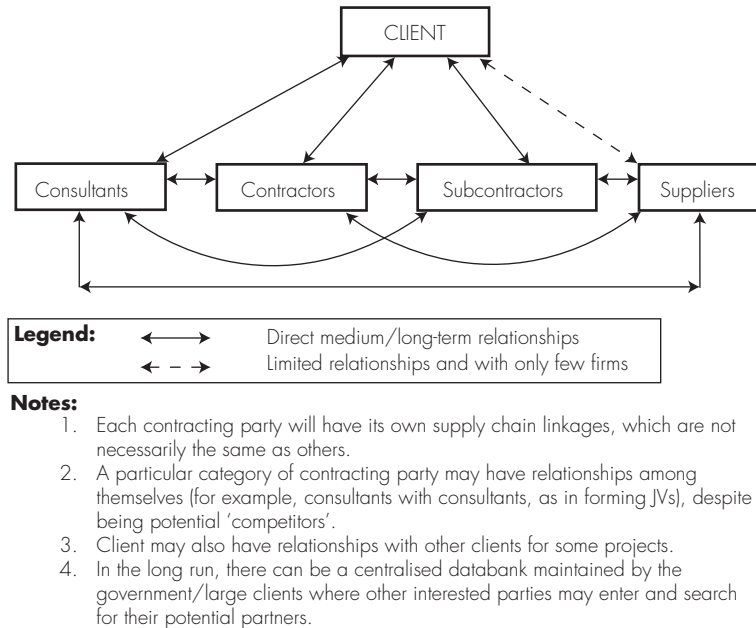 CLIENT
Consultants
Contractors
Subcontractors
Suppliers
Legend:
Direct medium/long-term relationships
Limited relationships and with only few firms
Notes:
1. Each contracting party will have its own supply chain linkages, which are not
necessarily the same as others.
2. A particular category of contracting party may have relationships among
themselves (for example, consultants with consultants, as in forming JVs), despite
being potential ‘competitors’.
3. Client may also have relationships with other clients for some projects.
4. In the long run, there can be a centralised databank maintained by the
government/large clients where other interested parties may enter and search
for their potential partners.